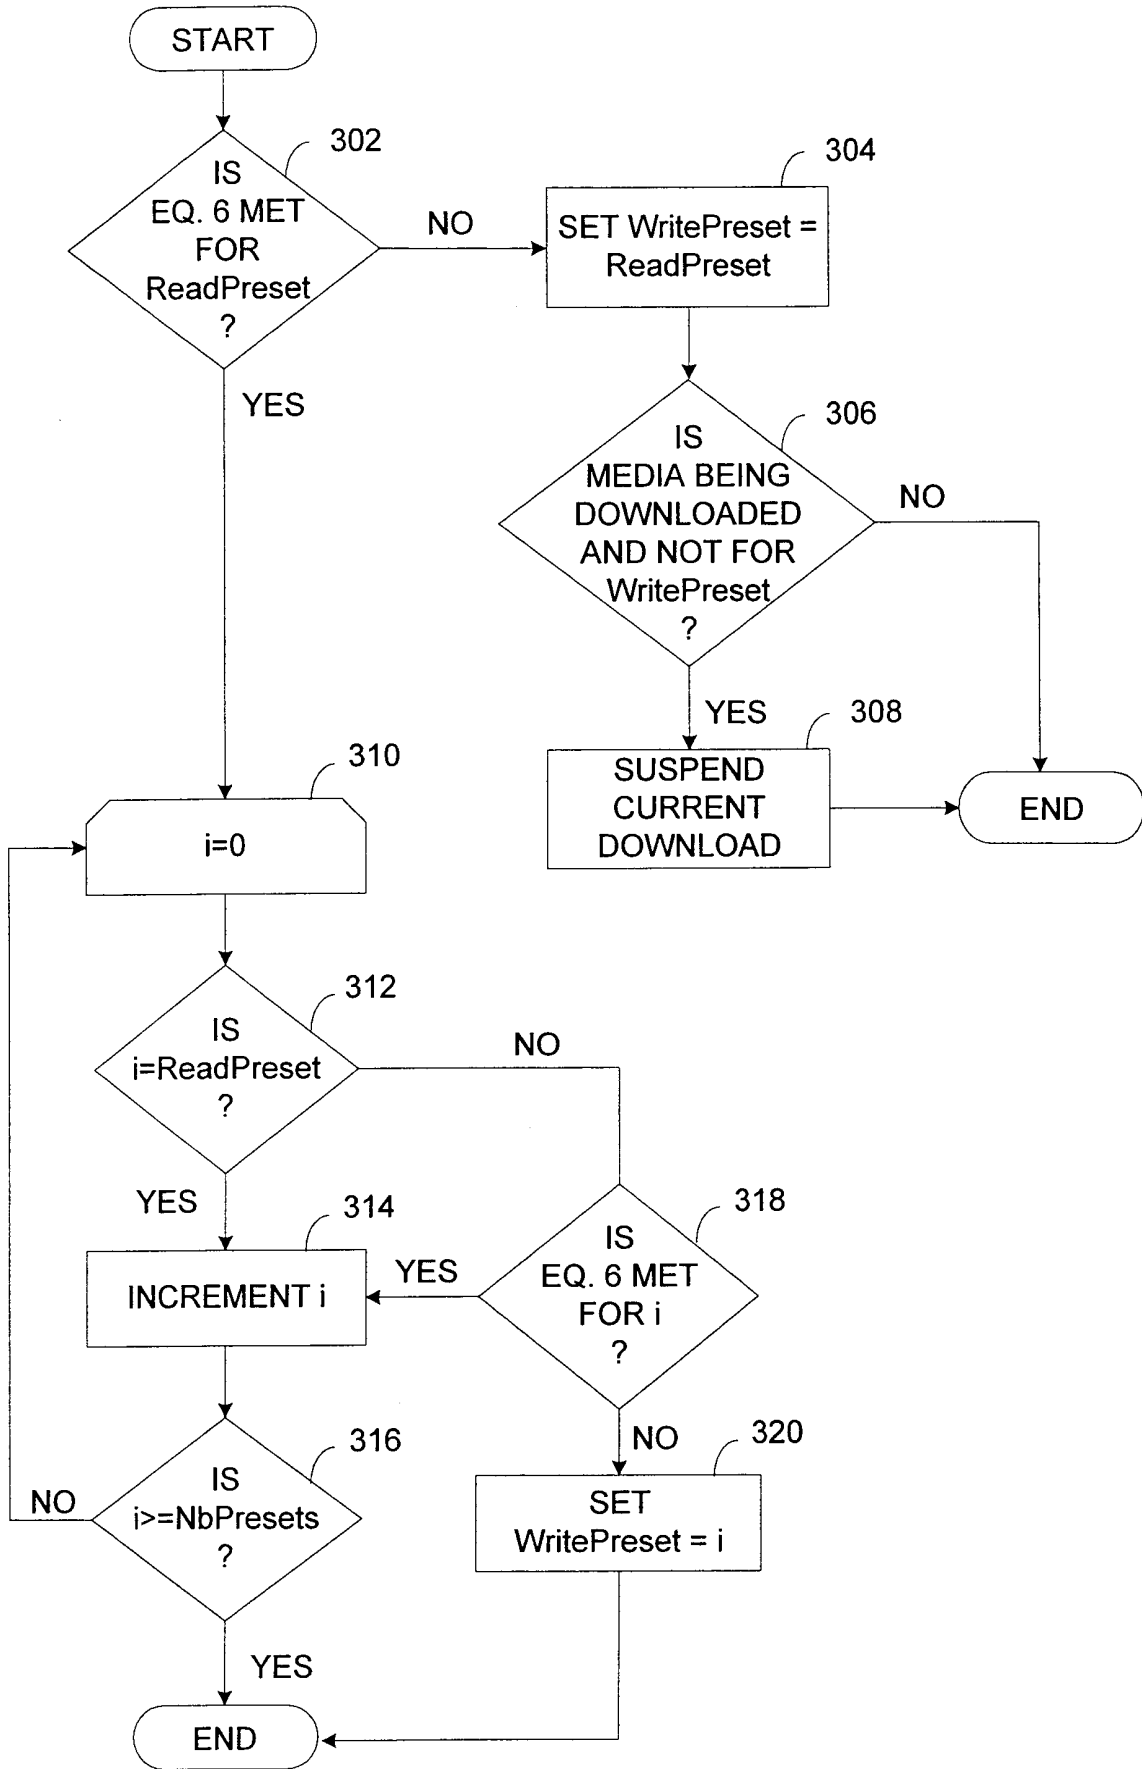 START
302
IS
EQ. 6 MET
FOR
ReadPreset
?
NO
304
SET WritePreset =
ReadPreset
YES
306
IS
MEDIA BEING
DOWNLOADED
AND NOT FOR
WritePreset
?
NO
YES
308
SUSPEND
CURRENT
DOWNLOAD
END
310
i=0
312
IS
i=ReadPreset
?
NO
YES
314
INCREMENT i
318
IS
EQ. 6 MET
FOR i
?
YES
NO
316
IS
i>=NbPresets
?
NO
YES
320
SET
WritePreset = i
END